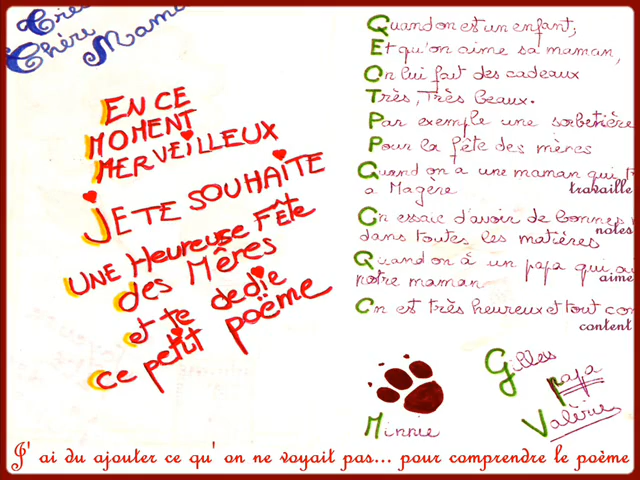 Chère Maman
EN CE
MOMENT
MERVEILLEUX
JE TE SOUHAITE
UNE Heureuse Fête
des Mêres
et te dedie
ce petit poëme
Quand on est un enfant,
Et qu'on aime sa maman,
On lui fait des cadeaux
Très, Très beaux.
Par exemple une sorbetière
Pour la fête des mères
Quand on à une maman qui
travaille
a Magère
On essaie d'avoir de bonnes
notes
dans toutes les matières
Quand on à un papa qui
aime
notre maman
On est très heureux et tout con
content
Gilles
papa
Valérie
Minnie
J' ai du ajouter ce qu' on ne voyait pas... pour comprendre le poème